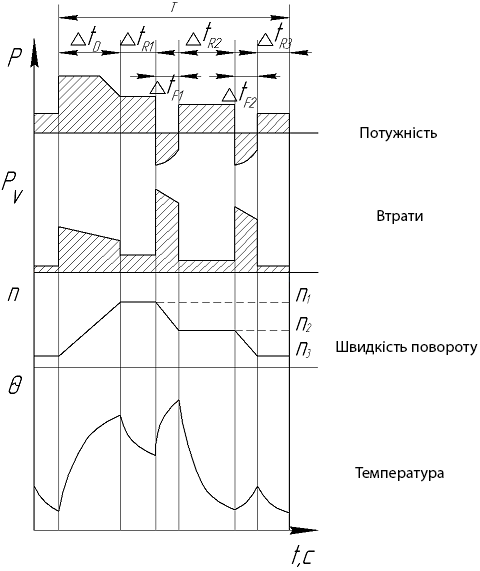 T
Δt_D Δt_R1 Δt_R2 Δt_R3
P
Δt_F1 Δt_F2
Потужність
P_V
Втрати
n
n_1
n_2
n_3
Швидкість повороту
θ
Температура
t,c